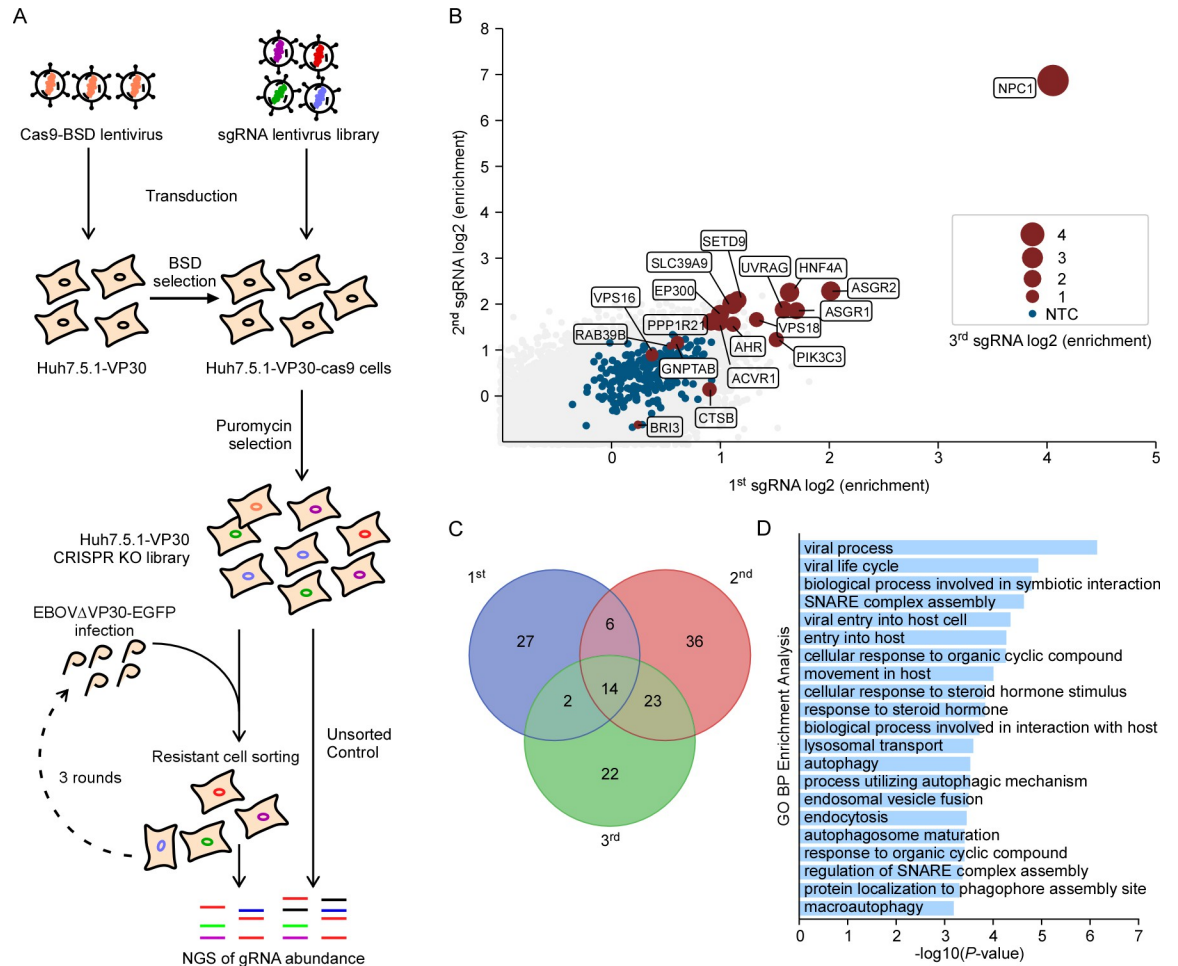 A
Cas9-BSD lentivirus
sgRNA lentivirus library
Transduction
BSD
selection
Huh7.5.1-VP30
Huh7.5.1-VP30-cas9 cells
Puromycin
selection
Huh7.5.1-VP30
CRISPR KO library
EBOVΔVP30-EGFP
infection
Resistant cell sorting
Unsorted
Control
3 rounds
NGS of gRNA abundance
B
2nd sgRNA log2 (enrichment)
8
7
6
5
4
3
2
1
0
0
1
2
3
4
5
1st sgRNA log2 (enrichment)
NPC1
SETD9
SLC39A9
UVRAG
HNF4A
EP300
ASGR2
VPS16
ASGR1
PPP1R21
VPS18
RAB39B
AHR
PIK3C3
GNPTAB
ACVR1
CTSB
BRI3
4
3
2
1
NTC
3rd sgRNA log2 (enrichment)
C
1st
2nd
27
6
36
14
2
23
22
3rd
D
GO BP Enrichment Analysis
viral process
viral life cycle
biological process involved in symbiotic interaction
SNARE complex assembly
viral entry into host cell
entry into host
cellular response to organic cyclic compound
movement in host
cellular response to steroid hormone stimulus
response to steroid hormone
biological process involved in interaction with host
lysosomal transport
autophagy
process utilizing autophagic mechanism
endosomal vesicle fusion
endocytosis
autophagosome maturation
response to organic cyclic compound
regulation of SNARE complex assembly
protein localization to phagophore assembly site
macroautophagy
0
1
2
3
4
5
6
7
-log10(P-value)